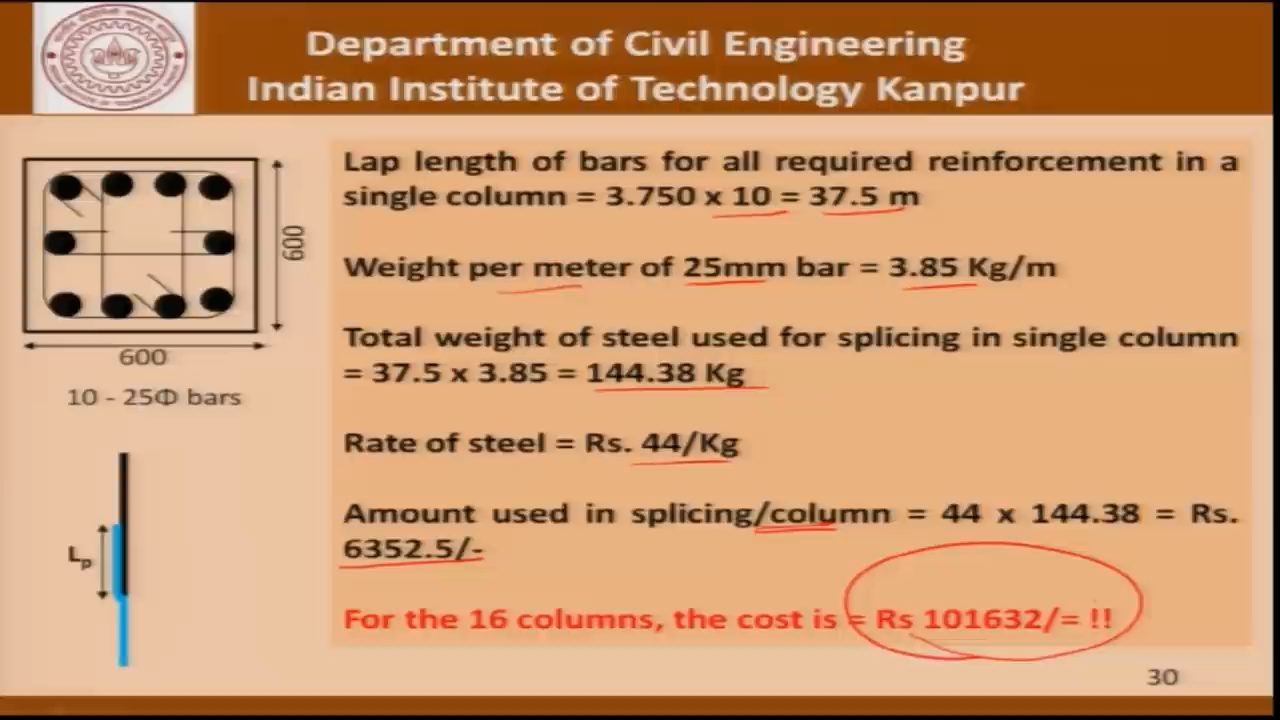 Department of Civil Engineering
Indian Institute of Technology Kanpur
600
600
10 - 25Φ bars
Lp
Lap length of bars for all required reinforcement in a
single column = 3.750 x 10 = 37.5 m
Weight per meter of 25mm bar = 3.85 Kg/m
Total weight of steel used for splicing in single column
= 37.5 x 3.85 = 144.38 Kg
Rate of steel = Rs. 44/Kg
Amount used in splicing/column = 44 x 144.38 = Rs.
6352.5/-
For the 16 columns, the cost is = Rs 101632/= !!
30